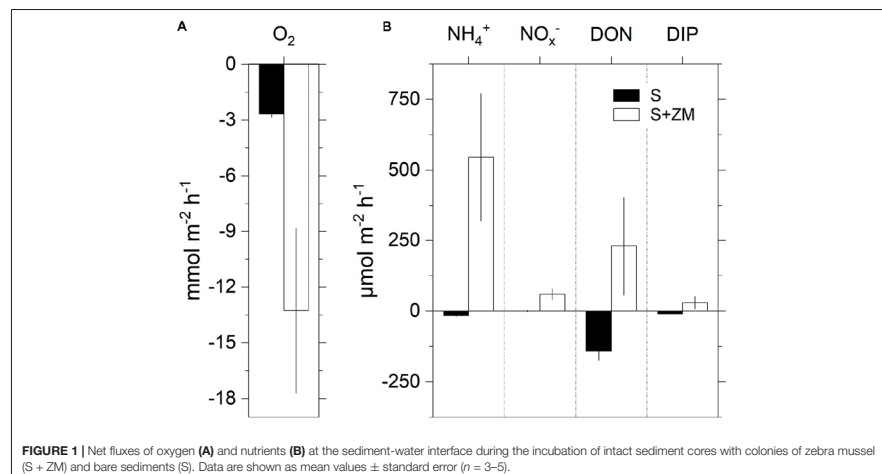 A
B
O2
NH4+
NOx-
DON
DIP
0
-3
-6
-9
-12
-15
-18
mmol m-2 h-1
750
500
250
0
-250
µmol m-2 h-1
S
S+ZM
FIGURE 1 | Net fluxes of oxygen (A) and nutrients (B) at the sediment-water interface during the incubation of intact sediment cores with colonies of zebra mussel
(S + ZM) and bare sediments (S). Data are shown as mean values ± standard error (n = 3–5).